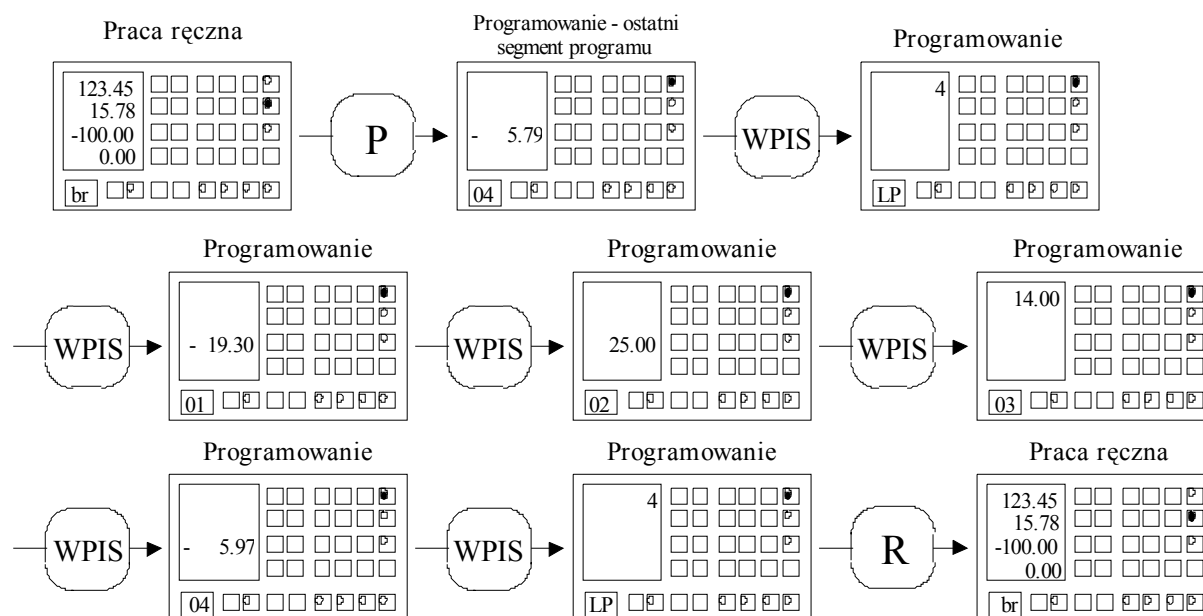 Praca ręczna
123.45
15.78
-100.00
0.00
br
P
Programowanie - ostatni
segment programu
- 5.79
04
WPIS
Programowanie
4
LP
WPIS
Programowanie
- 19.30
01
WPIS
Programowanie
25.00
02
WPIS
Programowanie
14.00
03
WPIS
Programowanie
- 5.97
04
WPIS
Programowanie
4
LP
R
Praca ręczna
123.45
15.78
-100.00
0.00
br